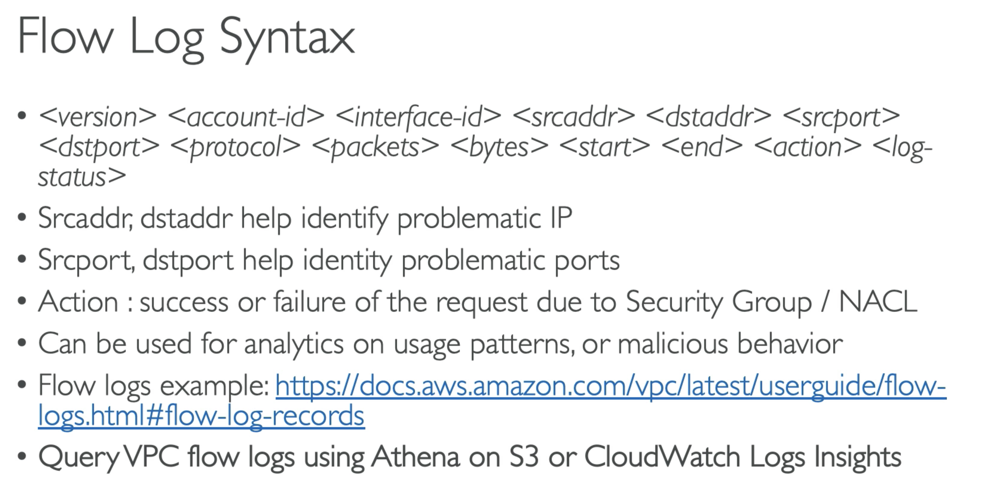 Flow Log Syntax
• <version> <account-id> <interface-id> <srcaddr> <dstaddr> <srcport>
<dstport> <protocol> <packets> <bytes> <start> <end> <action> <log-
status>
• Srcaddr, dstaddr help identify problematic IP
• Srcport, dstport help identity problematic ports
• Action : success or failure of the request due to Security Group / NACL
• Can be used for analytics on usage patterns, or malicious behavior
• Flow logs example: https://docs.aws.amazon.com/vpc/latest/userguide/flow-
logs.html#flow-log-records
• Query VPC flow logs using Athena on S3 or CloudWatch Logs Insights